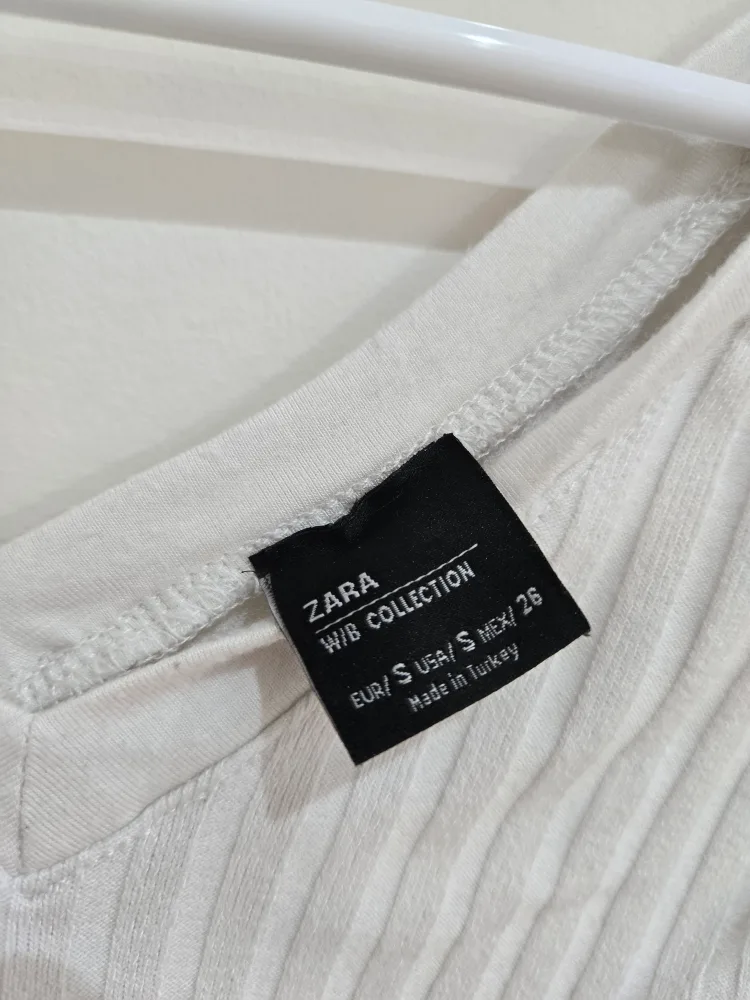 ZARA
W/B COLLECTION
EUR/ S USA/ S MEX/ 26
Made in Turkey